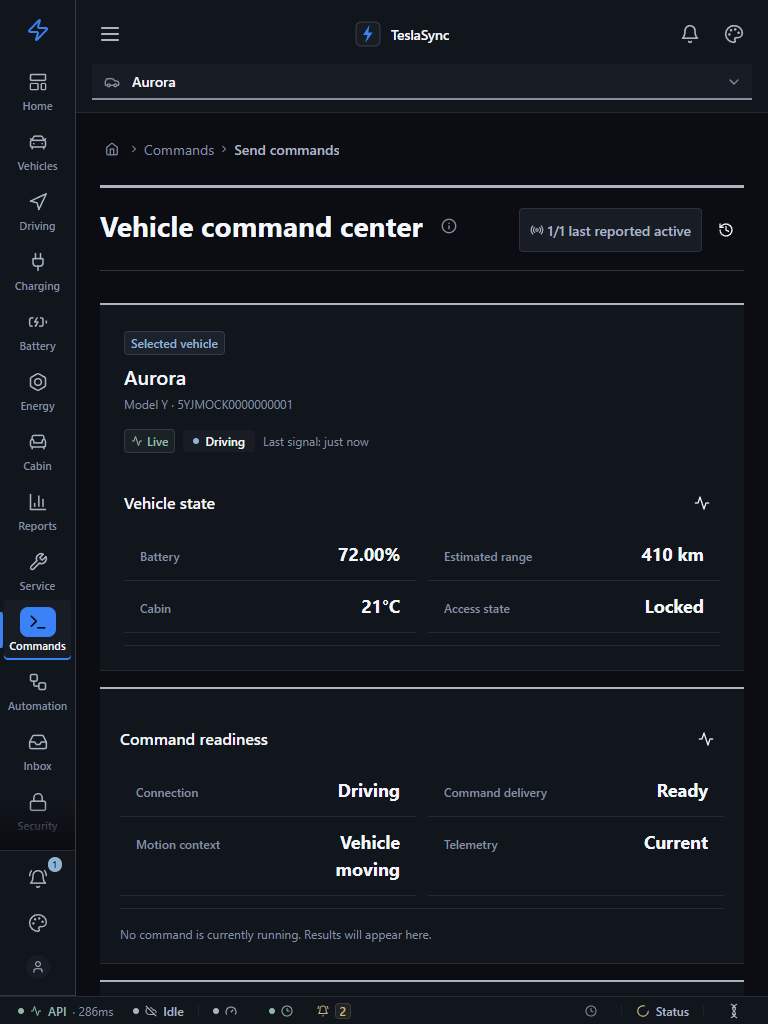 TeslaSync
Aurora
Home
Vehicles
Driving
Charging
Battery
Energy
Cabin
Reports
Service
Commands
Automation
Inbox
Security
1
Commands
Send commands
Vehicle command center
1/1 last reported active
Selected vehicle
Aurora
Model Y · 5YJMOCK0000000001
Live
Driving
Last signal: just now
Vehicle state
Battery
72.00%
Estimated range
410 km
Cabin
21°C
Access state
Locked
Command readiness
Connection
Driving
Command delivery
Ready
Motion context
Vehicle
moving
Telemetry
Current
No command is currently running. Results will appear here.
API · 286ms
Idle
2
Status